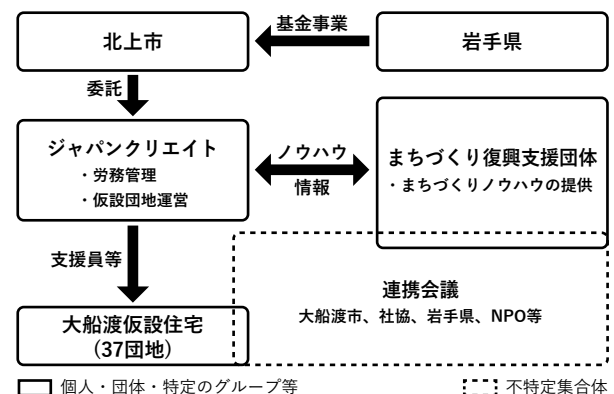 北上市
基金事業
岩手県
委託
ジャパンクリエイト
・労務管理
・仮設団地運営
ノウハウ
情報
まちづくり復興支援団体
・まちづくりノウハウの提供
支援員等
連携会議
大船渡市、社協、岩手県、NPO等
大船渡仮設住宅
(37団地)
個人・団体・特定のグループ等
不特定集合体